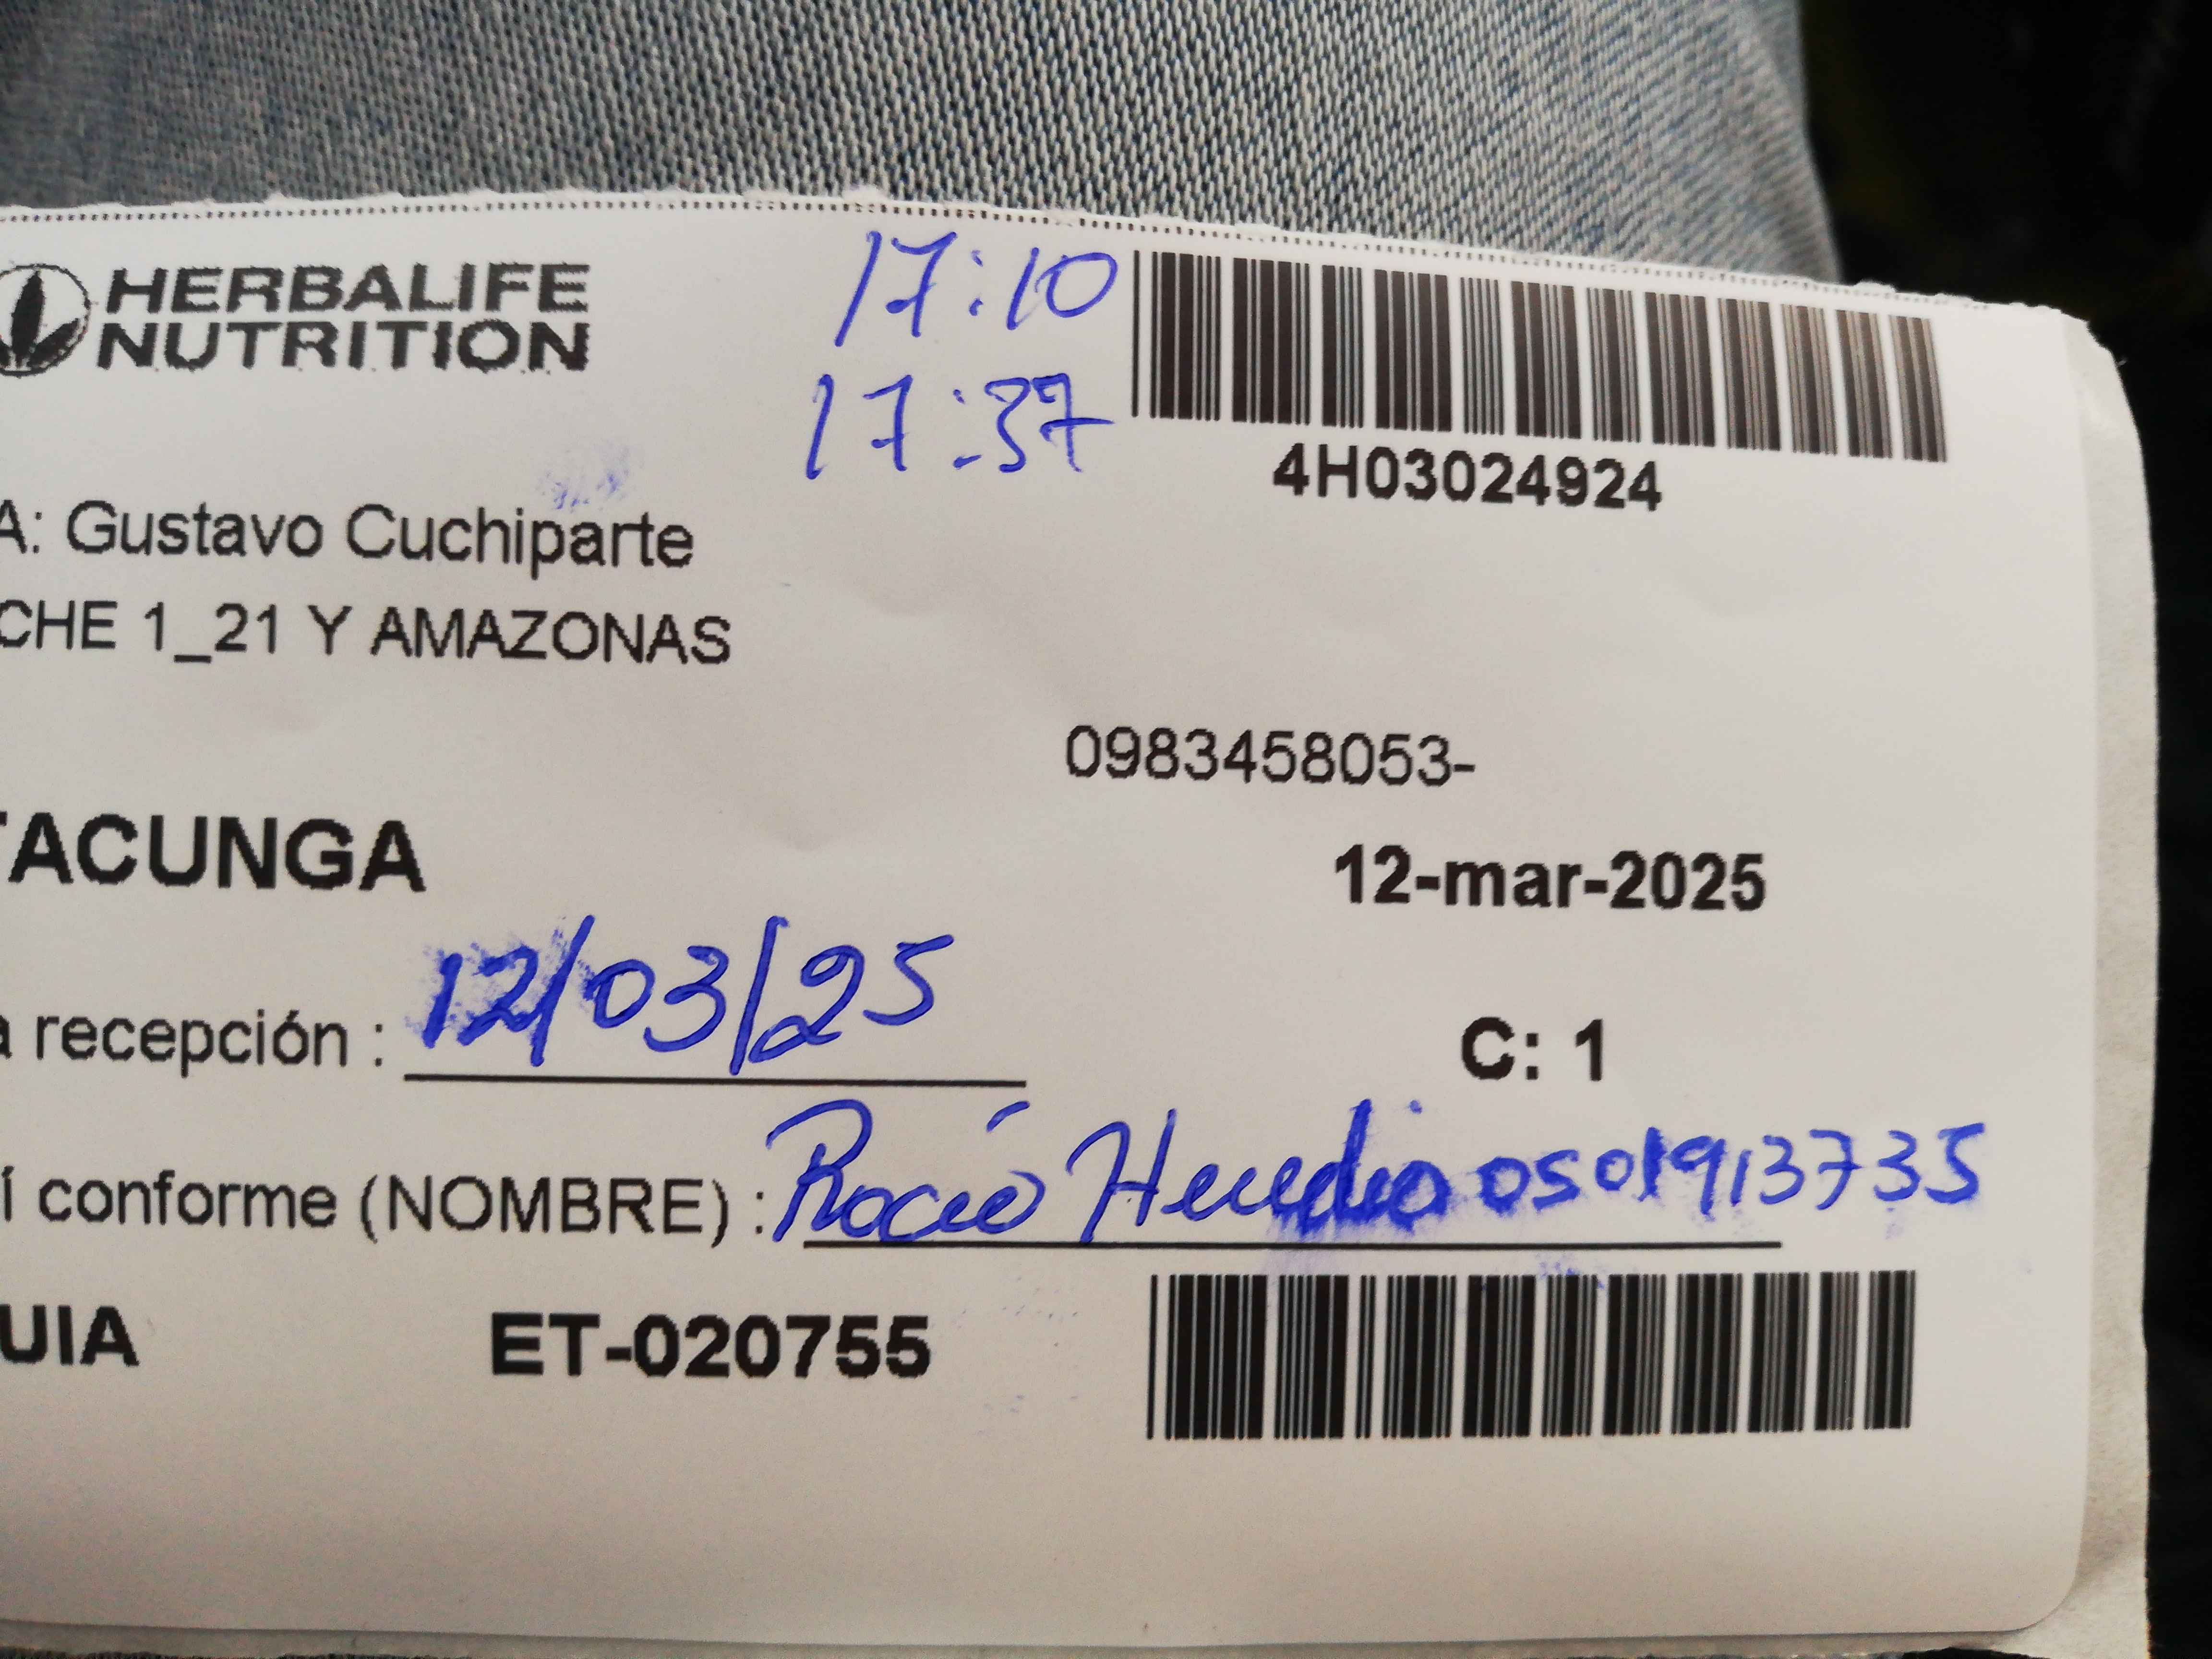 HERBALIFE
NUTRITION
17:10
17:37
4H03024924
A: Gustavo Cuchiparte
CHE 1_21 Y AMAZONAS
0983458053-
TACUNGA
12-mar-2025
a recepción : 12/03/25
C: 1
í conforme (NOMBRE) : Rocío Heredia 0501913735
UIA
ET-020755